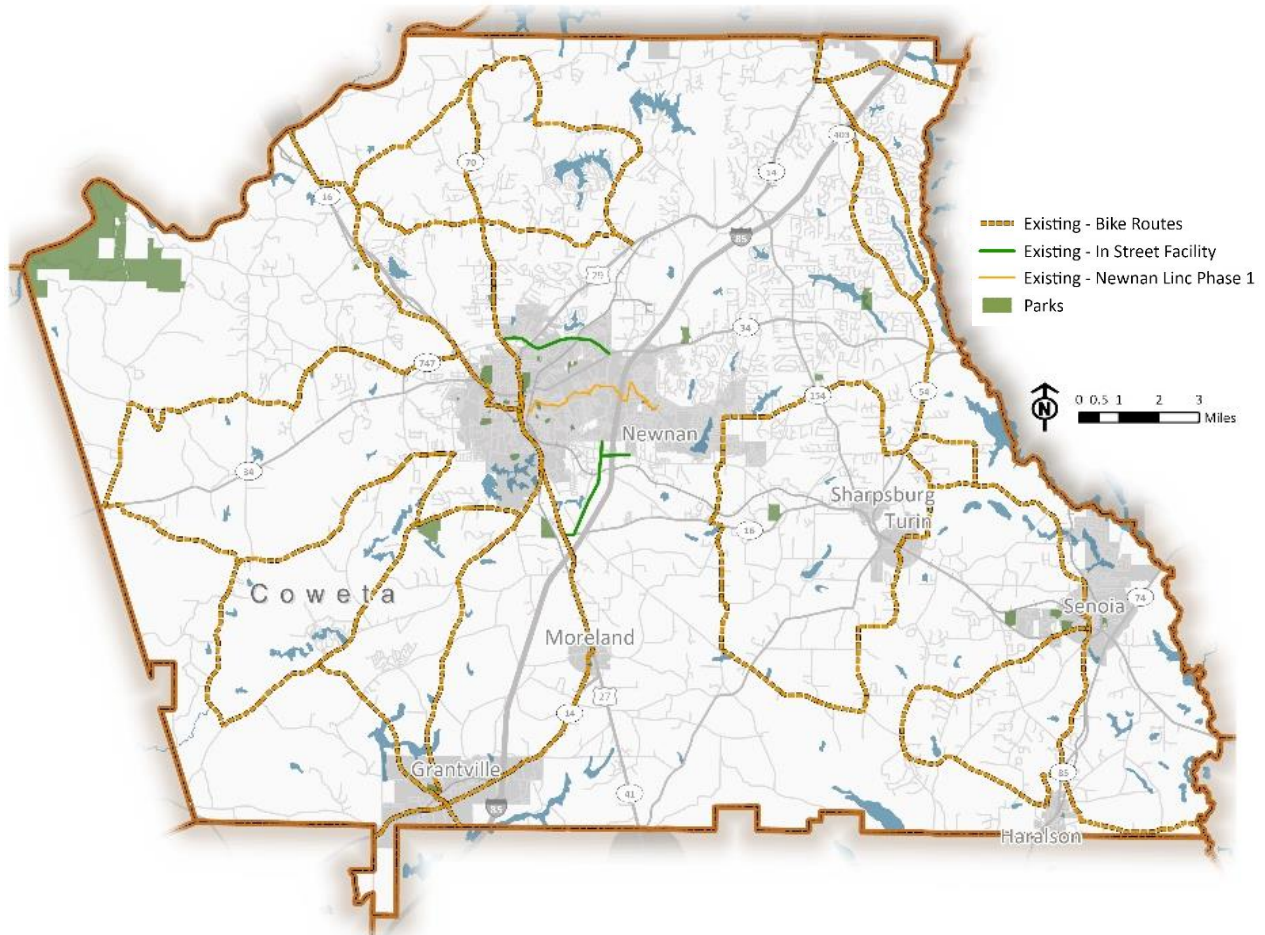 403
70
14
16
Existing - Bike Routes
Existing - In Street Facility
85
Existing - Newnan Linc Phase 1
29
Parks
34
747
154
54
N
0 0.5 1 2 3
Miles
Newnan
34
Sharpsburg
Turin
16
Coweta
74
Senoia
Moreland
27
14
Grantville
85
41
85
Haralson